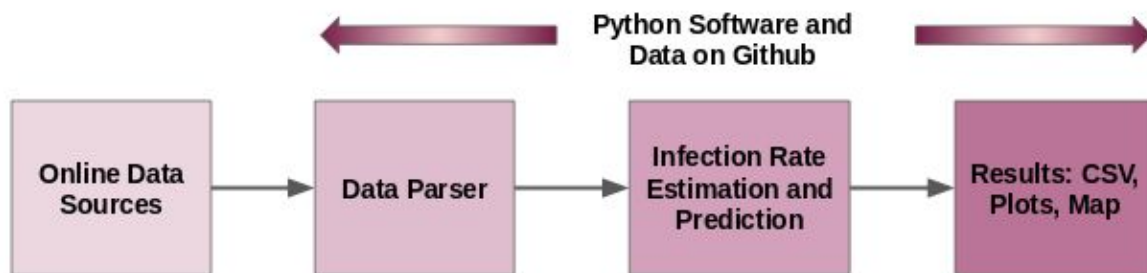 Python Software and
Data on Github
Online Data
Sources
Data Parser
Infection Rate
Estimation and
Prediction
Results: CSV,
Plots, Map